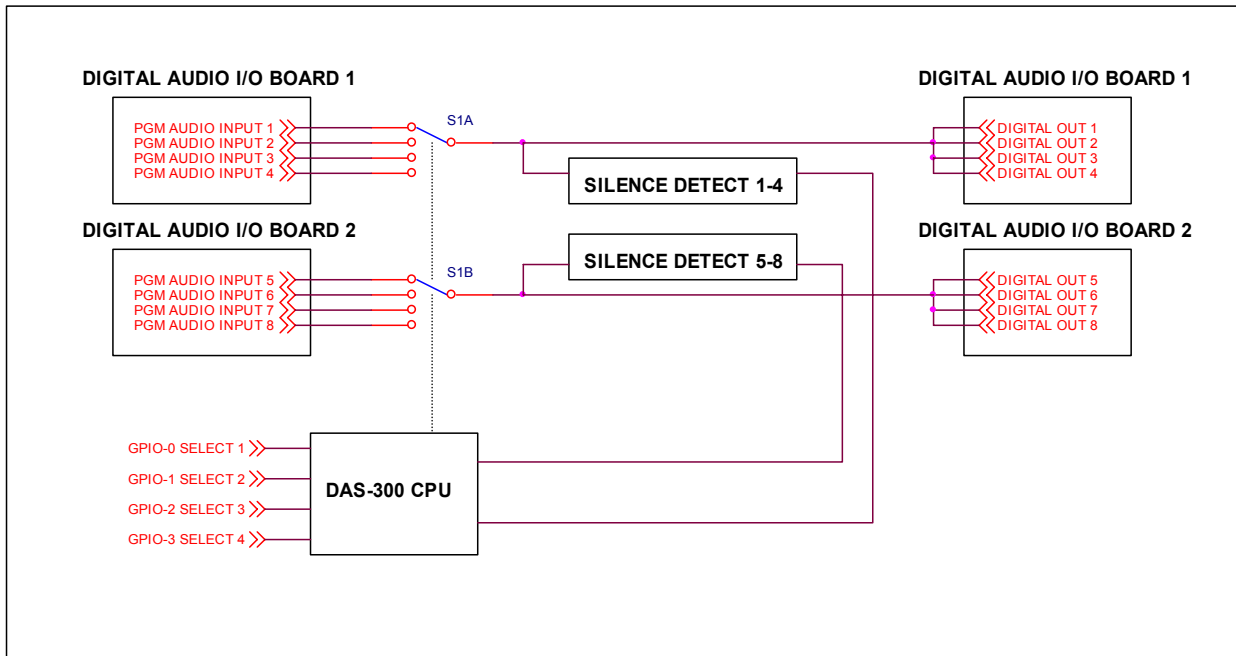 DIGITAL AUDIO I/O BOARD 1
PGM AUDIO INPUT 1
PGM AUDIO INPUT 2
PGM AUDIO INPUT 3
PGM AUDIO INPUT 4
S1A
SILENCE DETECT 1-4
DIGITAL AUDIO I/O BOARD 1
DIGITAL OUT 1
DIGITAL OUT 2
DIGITAL OUT 3
DIGITAL OUT 4
DIGITAL AUDIO I/O BOARD 2
PGM AUDIO INPUT 5
PGM AUDIO INPUT 6
PGM AUDIO INPUT 7
PGM AUDIO INPUT 8
S1B
SILENCE DETECT 5-8
DIGITAL AUDIO I/O BOARD 2
DIGITAL OUT 5
DIGITAL OUT 6
DIGITAL OUT 7
DIGITAL OUT 8
GPIO-0 SELECT 1
GPIO-1 SELECT 2
GPIO-2 SELECT 3
GPIO-3 SELECT 4
DAS-300 CPU